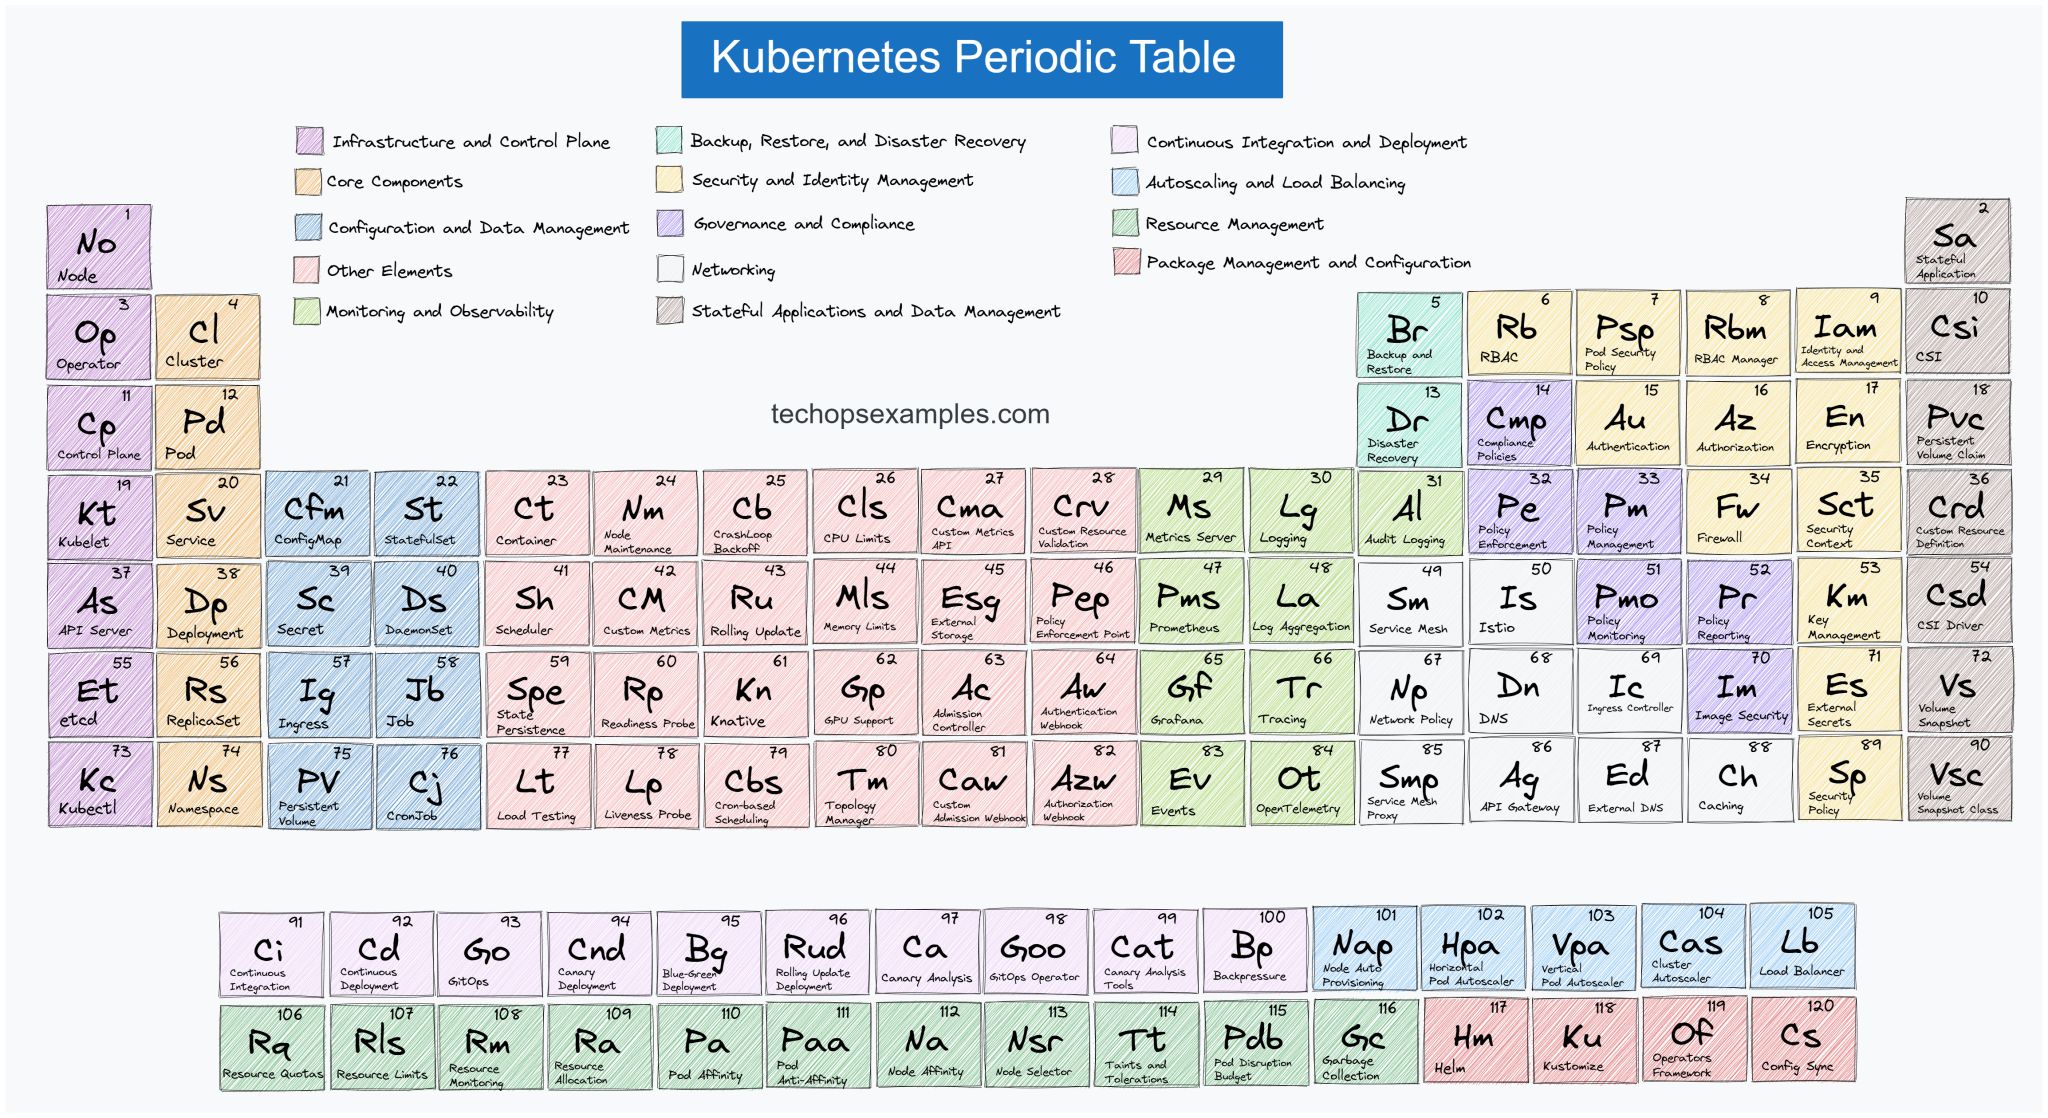 Kubernetes Periodic Table
Infrastructure and Control Plane
Core Components
Configuration and Data Management
Other Elements
Monitoring and Observability
Backup, Restore, and Disaster Recovery
Security and Identity Management
Governance and Compliance
Networking
Stateful Applications and Data Management
Continuous Integration and Deployment
Autoscaling and Load Balancing
Resource Management
Package Management and Configuration
techopsexamples.com
1
No
Node
2
Sa
Stateful
Application
3
Op
Operator
4
Cl
Cluster
5
Br
Backup and
Restore
6
Rb
RBAC
7
Psp
Pod Security
Policy
8
Rbm
RBAC Manager
9
Iam
Identity and
Access Management
10
Csi
CSI
11
Cp
Control Plane
12
Pd
Pod
13
Dr
Disaster
Recovery
14
Cmp
Compliance
Policies
15
Au
Authentication
16
Az
Authorization
17
En
Encryption
18
Pvc
Persistent
Volume Claim
19
Kt
Kubelet
20
Sv
Service
21
Cfm
ConfigMap
22
St
StatefulSet
23
Ct
Container
24
Nm
Node
Maintenance
25
Cb
CrashLoop
Backoff
26
Cls
CPU Limits
27
Cma
Custom Metrics
API
28
Crv
Custom Resource
Validation
29
Ms
Metrics Server
30
Lg
Logging
31
Al
Audit Logging
32
Pe
Policy
Enforcement
33
Pm
Policy
Management
34
Fw
Firewall
35
Sct
Security
Context
36
Crd
Custom Resource
Definition
37
As
API Server
38
Dp
Deployment
39
Sc
Secret
40
Ds
DaemonSet
41
Sh
Scheduler
42
CM
Custom Metrics
43
Ru
Rolling Update
44
Mls
Memory Limits
45
Esg
External
Storage
46
Pep
Policy
Enforcement Point
47
Pms
Prometheus
48
La
Log Aggregation
49
Sm
Service Mesh
50
Is
Istio
51
Pmo
Policy
Monitoring
52
Pr
Policy
Reporting
53
Km
Key
Management
54
Csd
CSI Driver
55
Et
etcd
56
Rs
ReplicaSet
57
Ig
Ingress
58
Jb
Job
59
Spe
State
Persistence
60
Rp
Readiness Probe
61
Kn
Knative
62
Gp
GPU Support
63
Ac
Admission
Controller
64
Aw
Authentication
Webhook
65
Gf
Grafana
66
Tr
Tracing
67
Np
Network Policy
68
Dn
DNS
69
Ic
Ingress Controller
70
Im
Image Security
71
Es
External
Secrets
72
Vs
Volume
Snapshot
73
Kc
Kubectl
74
Ns
Namespace
75
PV
Persistent
Volume
76
Cj
CronJob
77
Lt
Load Testing
78
Lp
Liveness Probe
79
Cbs
Cron-based
Scheduling
80
Tm
Topology
Manager
81
Caw
Custom
Admission Webhook
82
Azw
Authorization
Webhook
83
Ev
Events
84
Ot
OpenTelemetry
85
Smp
Service Mesh
Proxy
86
Ag
API Gateway
87
Ed
External DNS
88
Ch
Caching
89
Sp
Security
Policy
90
Vsc
Volume
Snapshot Class
91
Ci
Continuous
Integration
92
Cd
Continuous
Deployment
93
Go
GitOps
94
Cnd
Canary
Deployment
95
Bg
Blue-Green
Deployment
96
Rud
Rolling Update
Deployment
97
Ca
Canary Analysis
98
Goo
GitOps Operator
99
Cat
Canary Analysis
Tools
100
Bp
Backpressure
101
Nap
Node Auto
Provisioning
102
Hpa
Horizontal
Pod Autoscaler
103
Vpa
Vertical
Pod Autoscaler
104
Cas
Cluster
Autoscaler
105
Lb
Load Balancer
106
Rq
Resource Quotas
107
Rls
Resource Limits
108
Rm
Resource
Monitoring
109
Ra
Resource
Allocation
110
Pa
Pod Affinity
111
Paa
Pod
Anti-Affinity
112
Na
Node Affinity
113
Nsr
Node Selector
114
Tt
Taints and
Tolerations
115
Pdb
Pod Disruption
Budget
116
Gc
Garbage
Collection
117
Hm
Helm
118
Ku
Kustomize
119
Of
Operators
Framework
120
Cs
Config Sync